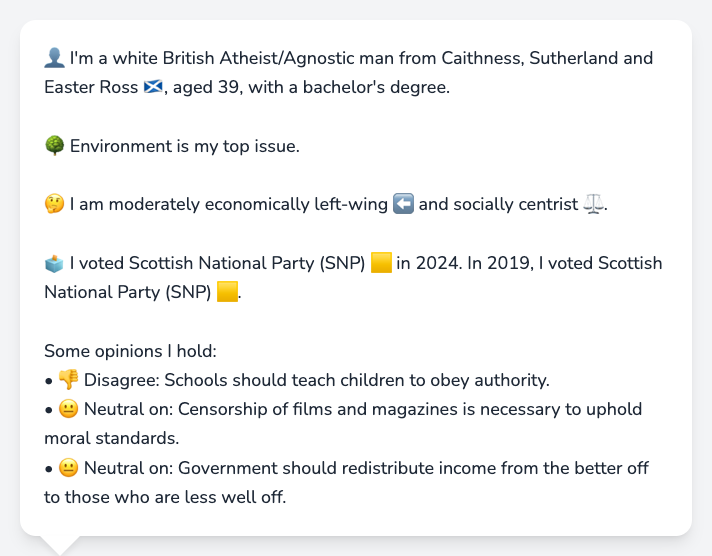 👤 I'm a white British Atheist/Agnostic man from Caithness, Sutherland and
Easter Ross 🏴󠁧󠁢󠁳󠁣󠁴󠁿, aged 39, with a bachelor's degree.
🌳 Environment is my top issue.
🤔 I am moderately economically left-wing ⬅️ and socially centrist ⚖️.
🗳️ I voted Scottish National Party (SNP) 🟨 in 2024. In 2019, I voted Scottish
National Party (SNP) 🟨.
Some opinions I hold:
• 👎 Disagree: Schools should teach children to obey authority.
• 😐 Neutral on: Censorship of films and magazines is necessary to uphold
moral standards.
• 😐 Neutral on: Government should redistribute income from the better off
to those who are less well off.